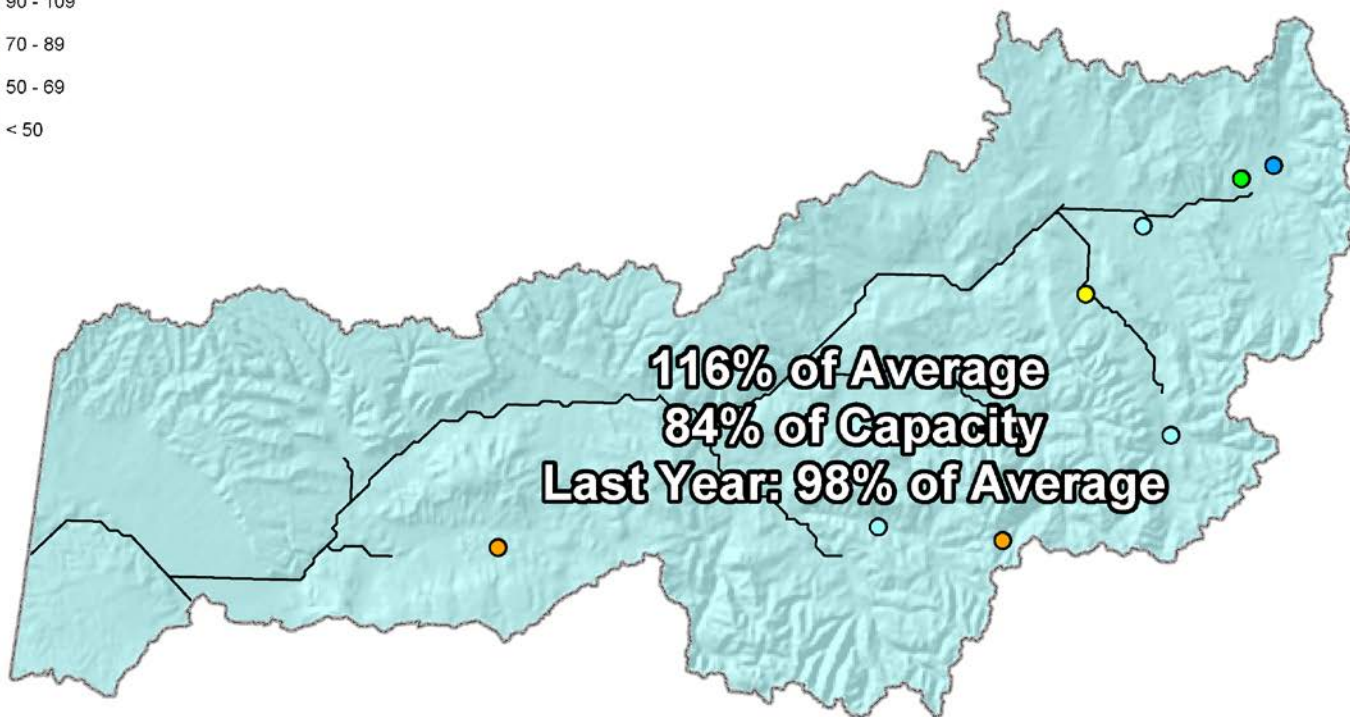 90 - 109
70 - 89
50 - 69
< 50
116% of Average
84% of Capacity
Last Year: 98% of Average